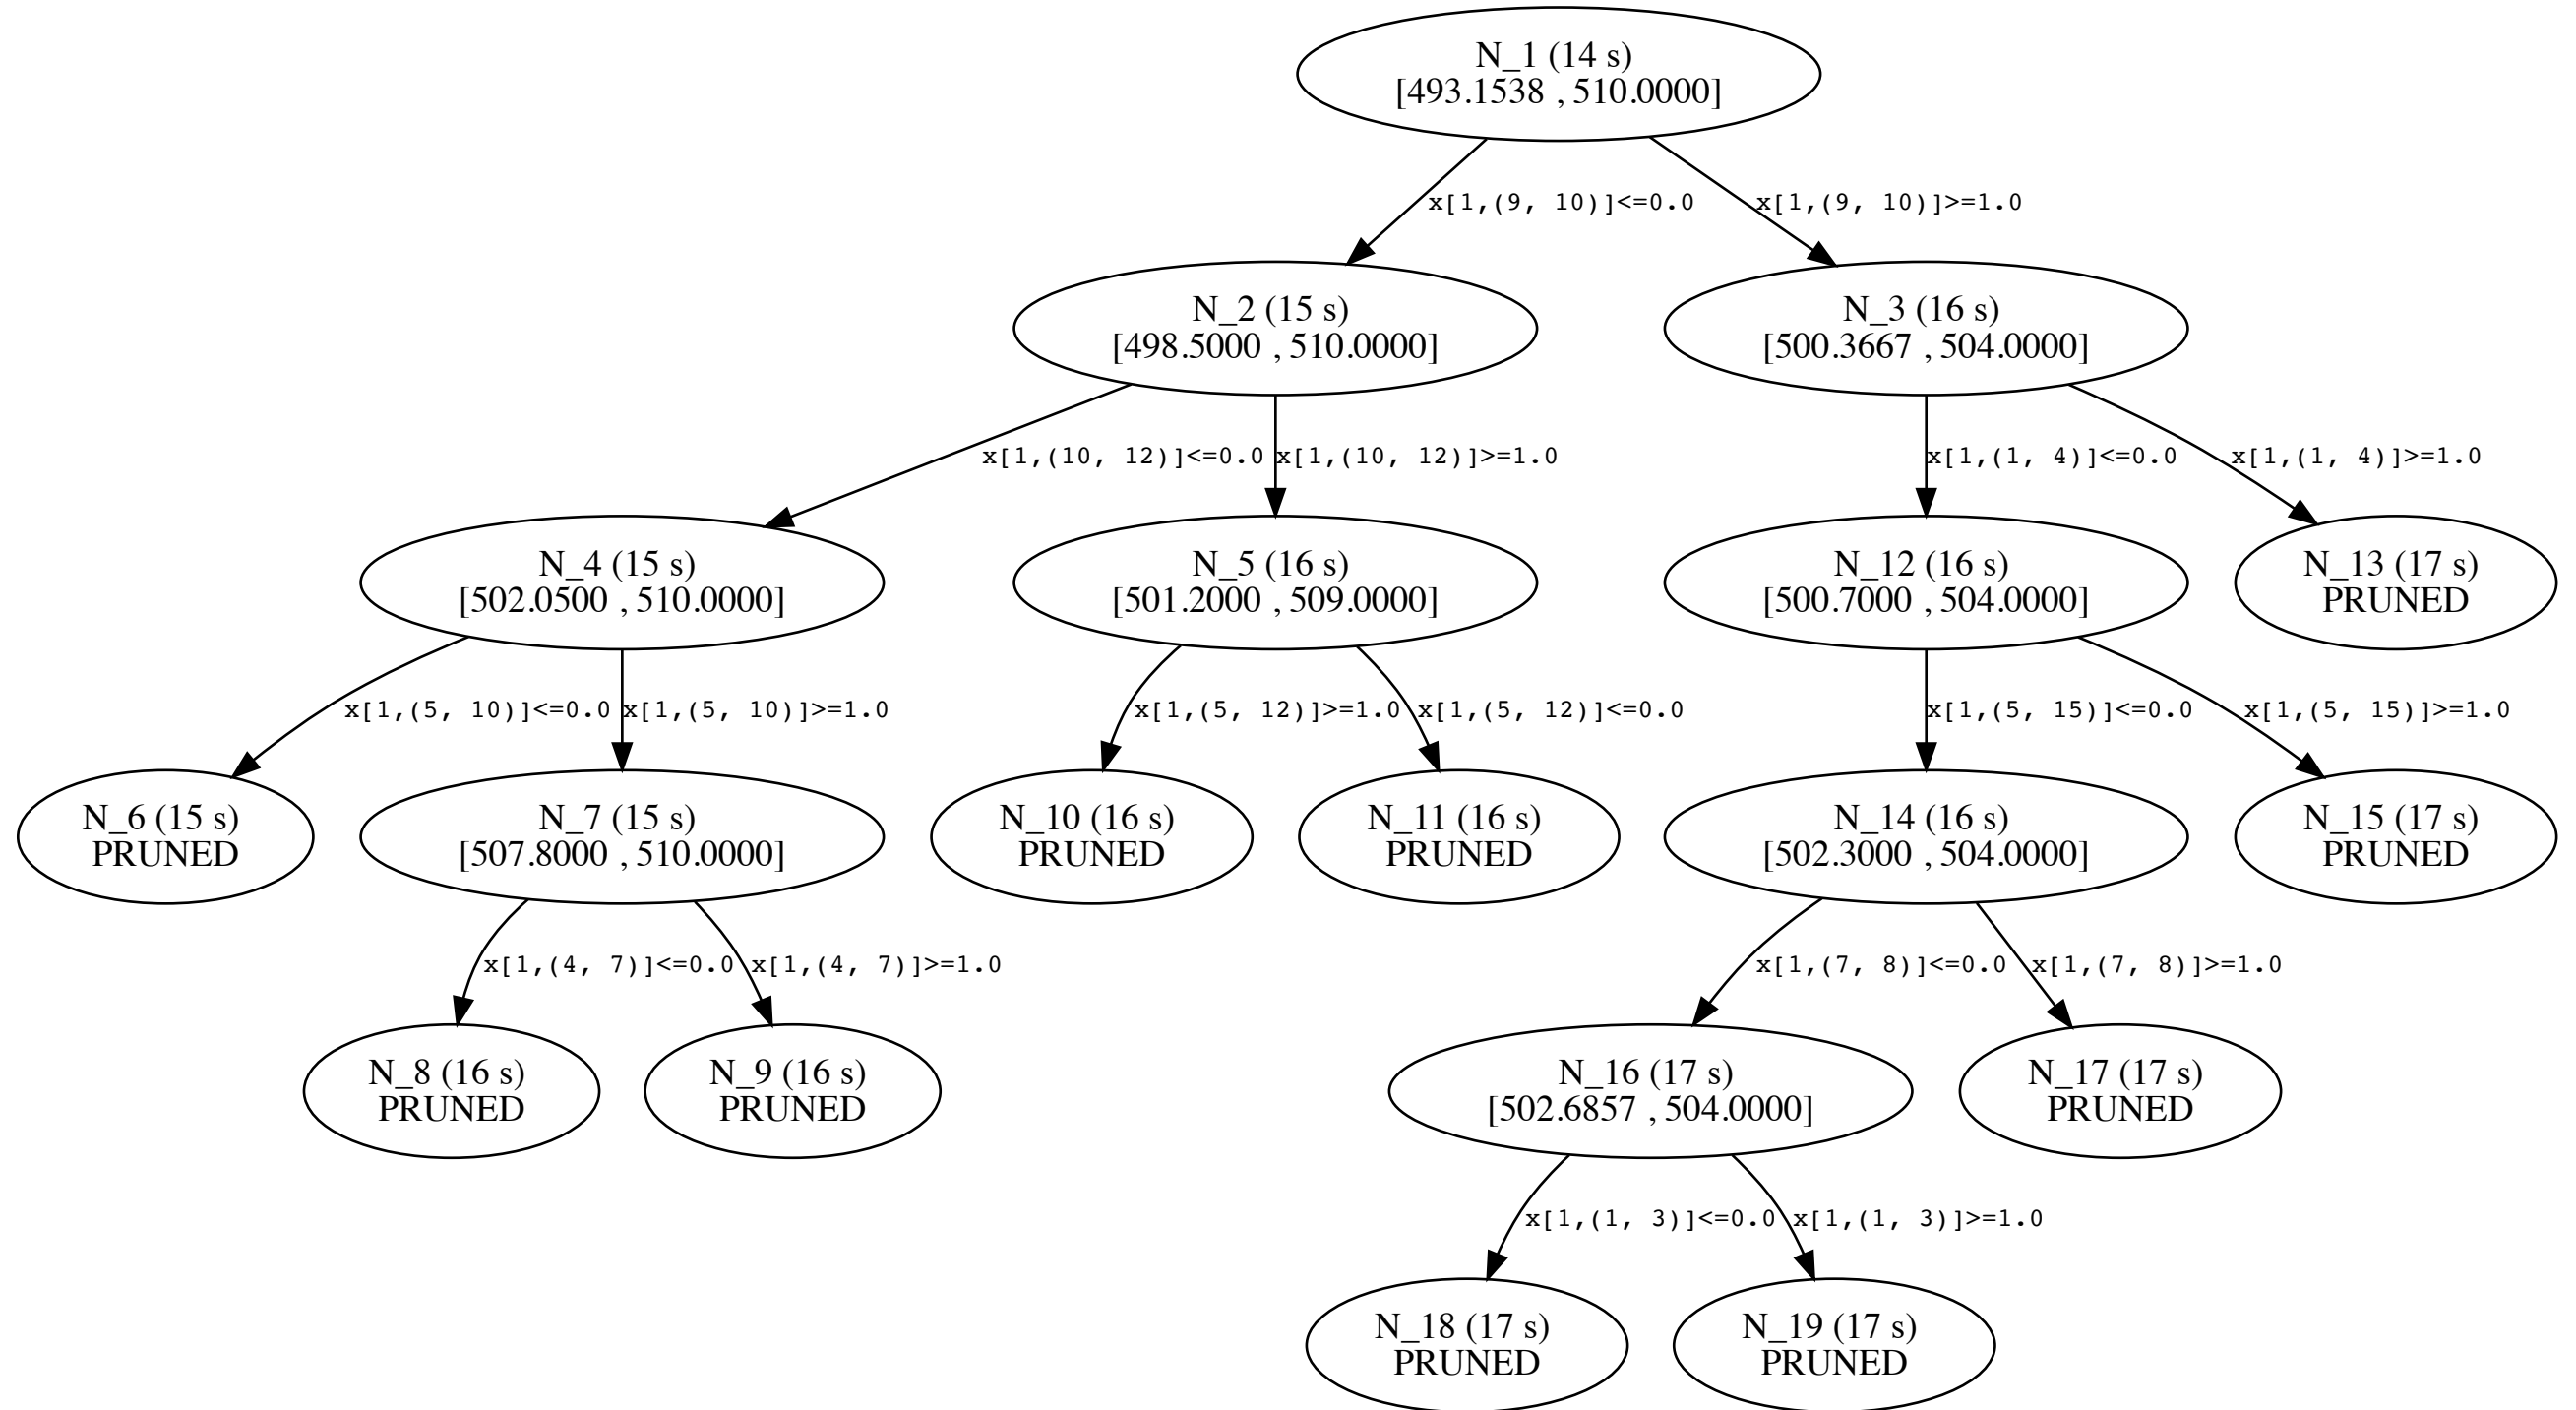 N_1 (14 s)
[493.1538 , 510.0000]
x[1,(9, 10)]<=0.0
x[1,(9, 10)]>=1.0
N_2 (15 s)
[498.5000 , 510.0000]
N_3 (16 s)
[500.3667 , 504.0000]
x[1,(10, 12)]<=0.0
x[1,(10, 12)]>=1.0
x[1,(1, 4)]<=0.0
x[1,(1, 4)]>=1.0
N_4 (15 s)
[502.0500 , 510.0000]
N_5 (16 s)
[501.2000 , 509.0000]
N_12 (16 s)
[500.7000 , 504.0000]
N_13 (17 s)
PRUNED
x[1,(5, 10)]<=0.0
x[1,(5, 10)]>=1.0
x[1,(5, 12)]>=1.0
x[1,(5, 12)]<=0.0
x[1,(5, 15)]<=0.0
x[1,(5, 15)]>=1.0
N_6 (15 s)
PRUNED
N_7 (15 s)
[507.8000 , 510.0000]
N_10 (16 s)
PRUNED
N_11 (16 s)
PRUNED
N_14 (16 s)
[502.3000 , 504.0000]
N_15 (17 s)
PRUNED
x[1,(4, 7)]<=0.0
x[1,(4, 7)]>=1.0
x[1,(7, 8)]<=0.0
x[1,(7, 8)]>=1.0
N_8 (16 s)
PRUNED
N_9 (16 s)
PRUNED
N_16 (17 s)
[502.6857 , 504.0000]
N_17 (17 s)
PRUNED
x[1,(1, 3)]<=0.0
x[1,(1, 3)]>=1.0
N_18 (17 s)
PRUNED
N_19 (17 s)
PRUNED